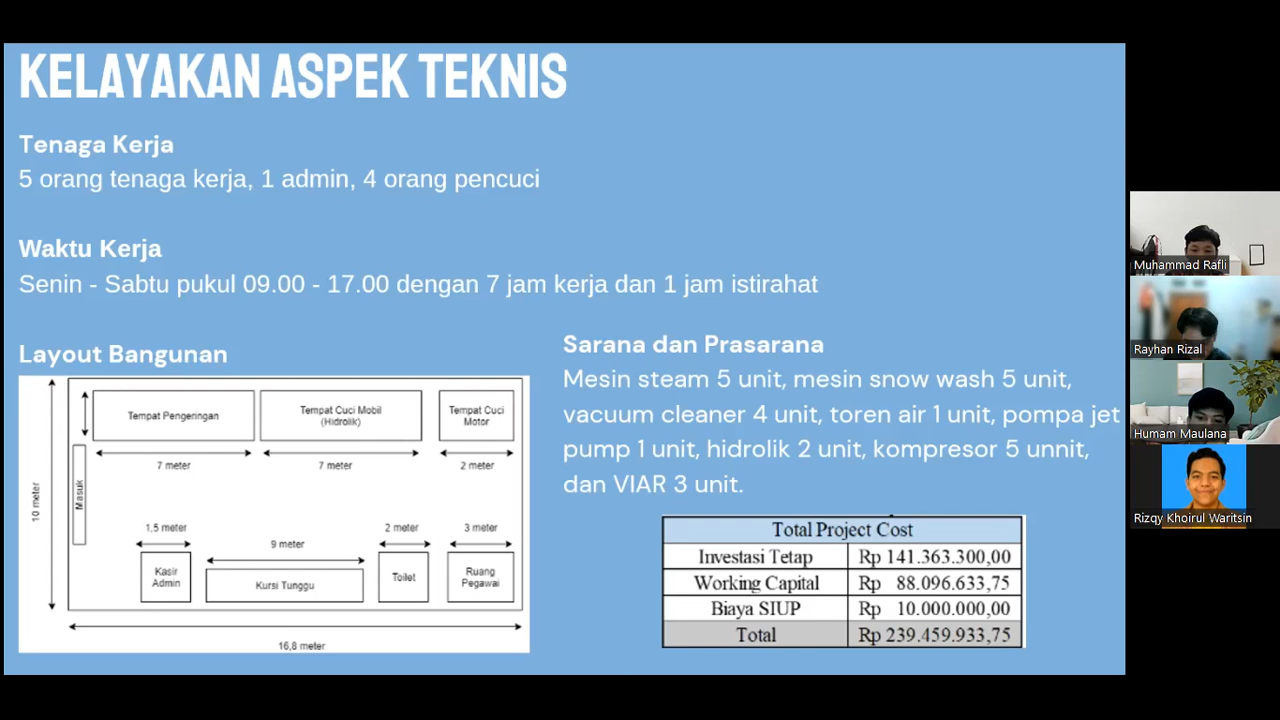 KELAYAKAN ASPEK TEKNIS
Tenaga Kerja
5 orang tenaga kerja, 1 admin, 4 orang pencuci
Waktu Kerja
Senin - Sabtu pukul 09.00 - 17.00 dengan 7 jam kerja dan 1 jam istirahat
Layout Bangunan
Tempat Pengeringan
Tempat Cuci Mobil
(Hidrolik)
Tempat Cuci
Motor
7 meter
7 meter
2 meter
10 meter
Masuk
1,5 meter
9 meter
2 meter
3 meter
Kasir
Admin
Kursi Tunggu
Toilet
Ruang
Pegawai
16,8 meter
Sarana dan Prasarana
Mesin steam 5 unit, mesin snow wash 5 unit,
vacuum cleaner 4 unit, toren air 1 unit, pompa jet
pump 1 unit, hidrolik 2 unit, kompresor 5 unnit,
dan VIAR 3 unit.
Total Project Cost
Investasi Tetap Rp 141.363.300,00
Working Capital Rp 88.096.633,75
Biaya SIUP Rp 10.000.000,00
Total Rp 239.459.933,75
Muhammad Rafli
Rayhan Rizal
Humam Maulana
Rizqy Khoirul Waritsin